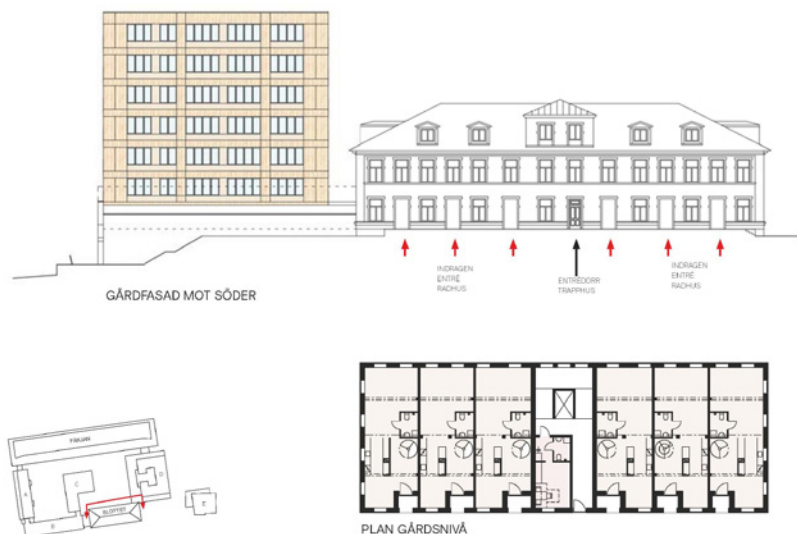 INDRAGEN
ENTRÉ
RADHUS
ENTRÉDÖRR
TRAPPHUS
INDRAGEN
ENTRÉ
RADHUS
GÅRDFASAD MOT SÖDER
C
E
PLAN GÅRDSNIVÅ